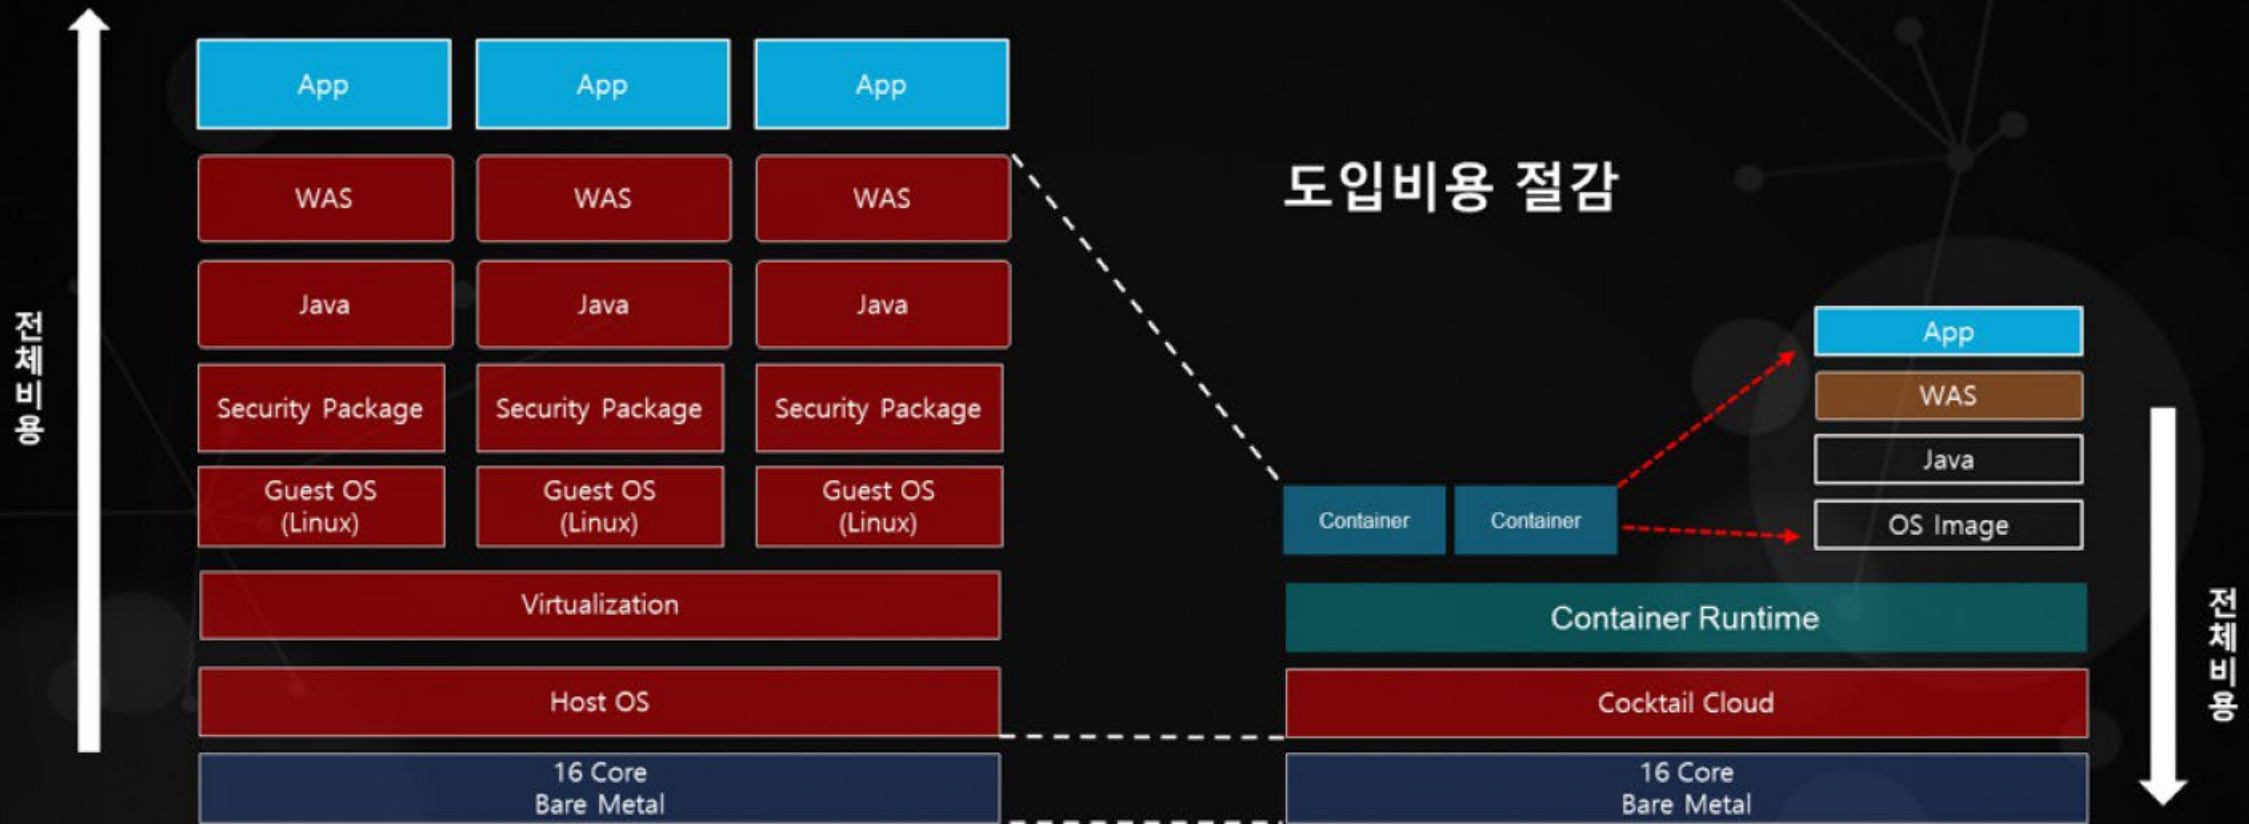 전체비용
App App App
WAS WAS WAS
Java Java Java
Security Package Security Package Security Package
Guest OS Guest OS Guest OS
(Linux) (Linux) (Linux)
Virtualization
Host OS
16 Core
Bare Metal
도입비용 절감
App
WAS
Java
OS Image
Container Container
Container Runtime
Cocktail Cloud
16 Core
Bare Metal
전체비용